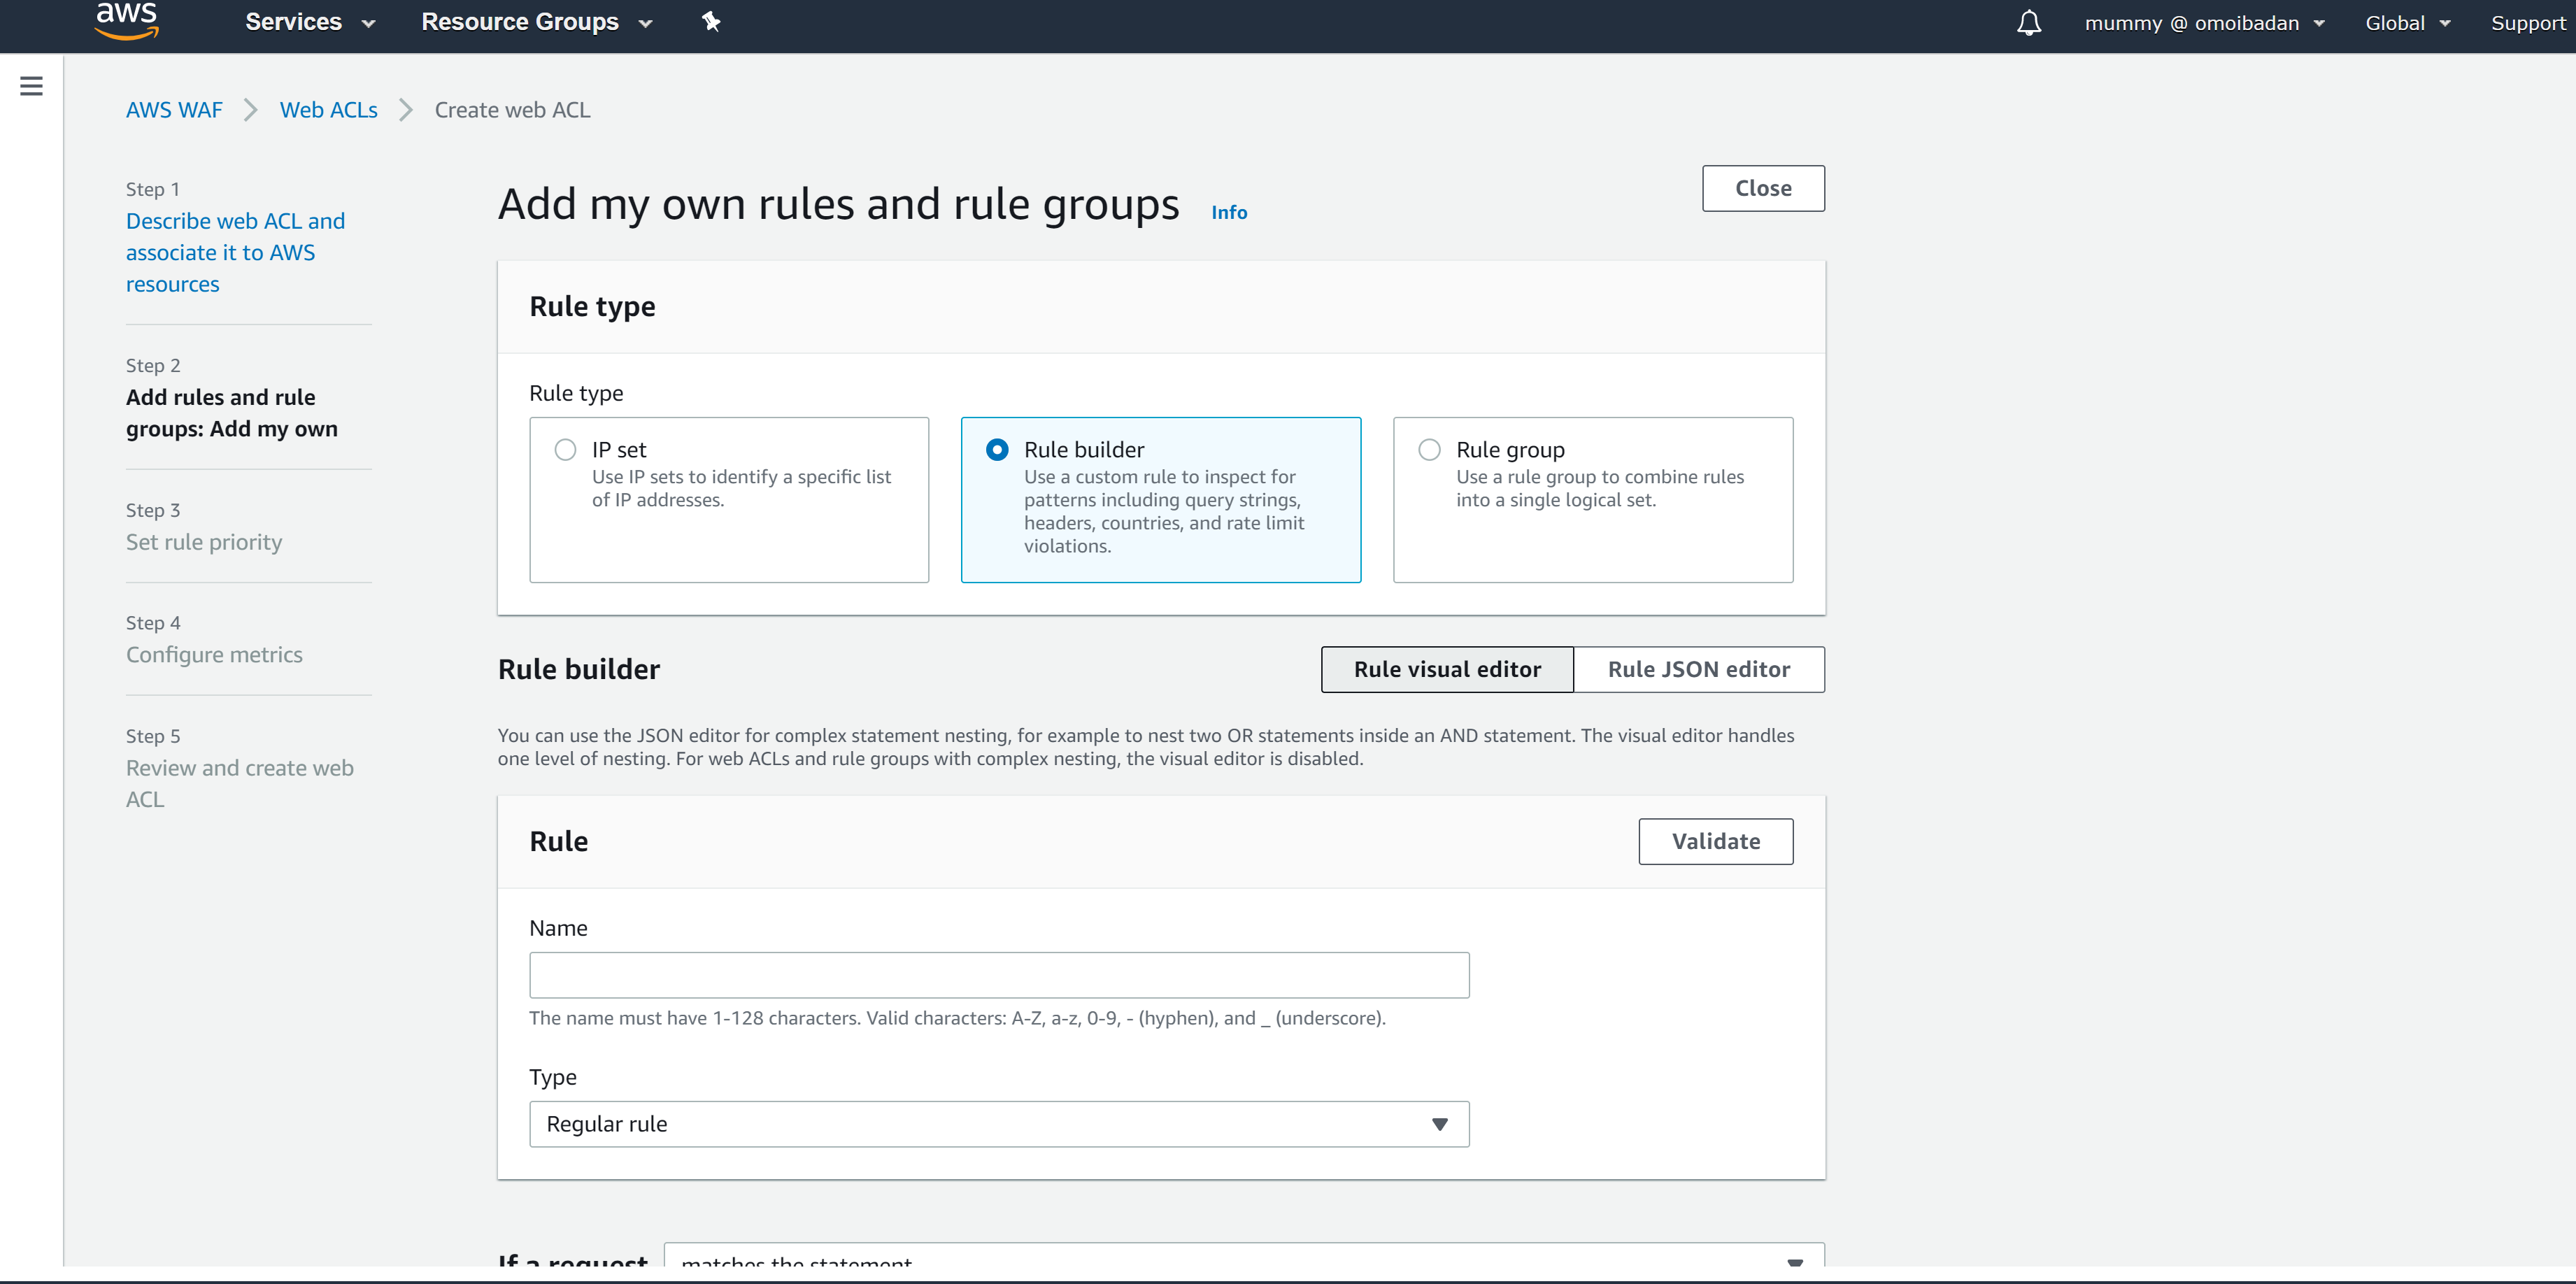 aws
Services
Resource Groups
mummy @ omoibadan
Global
Support
AWS WAF
Web ACLs
Create web ACL
Step 1
Describe web ACL and
associate it to AWS
resources
Step 2
Add rules and rule
groups: Add my own
Step 3
Set rule priority
Step 4
Configure metrics
Step 5
Review and create web
ACL
Add my own rules and rule groups Info
Close
Rule type
Rule type
IP set
Use IP sets to identify a specific list
of IP addresses.
Rule builder
Use a custom rule to inspect for
patterns including query strings,
headers, countries, and rate limit
violations.
Rule group
Use a rule group to combine rules
into a single logical set.
Rule builder
Rule visual editor
Rule JSON editor
You can use the JSON editor for complex statement nesting, for example to nest two OR statements inside an AND statement. The visual editor handles
one level of nesting. For web ACLs and rule groups with complex nesting, the visual editor is disabled.
Rule
Validate
Name
The name must have 1-128 characters. Valid characters: A-Z, a-z, 0-9, - (hyphen), and _ (underscore).
Type
Regular rule
If a request
matches the statement